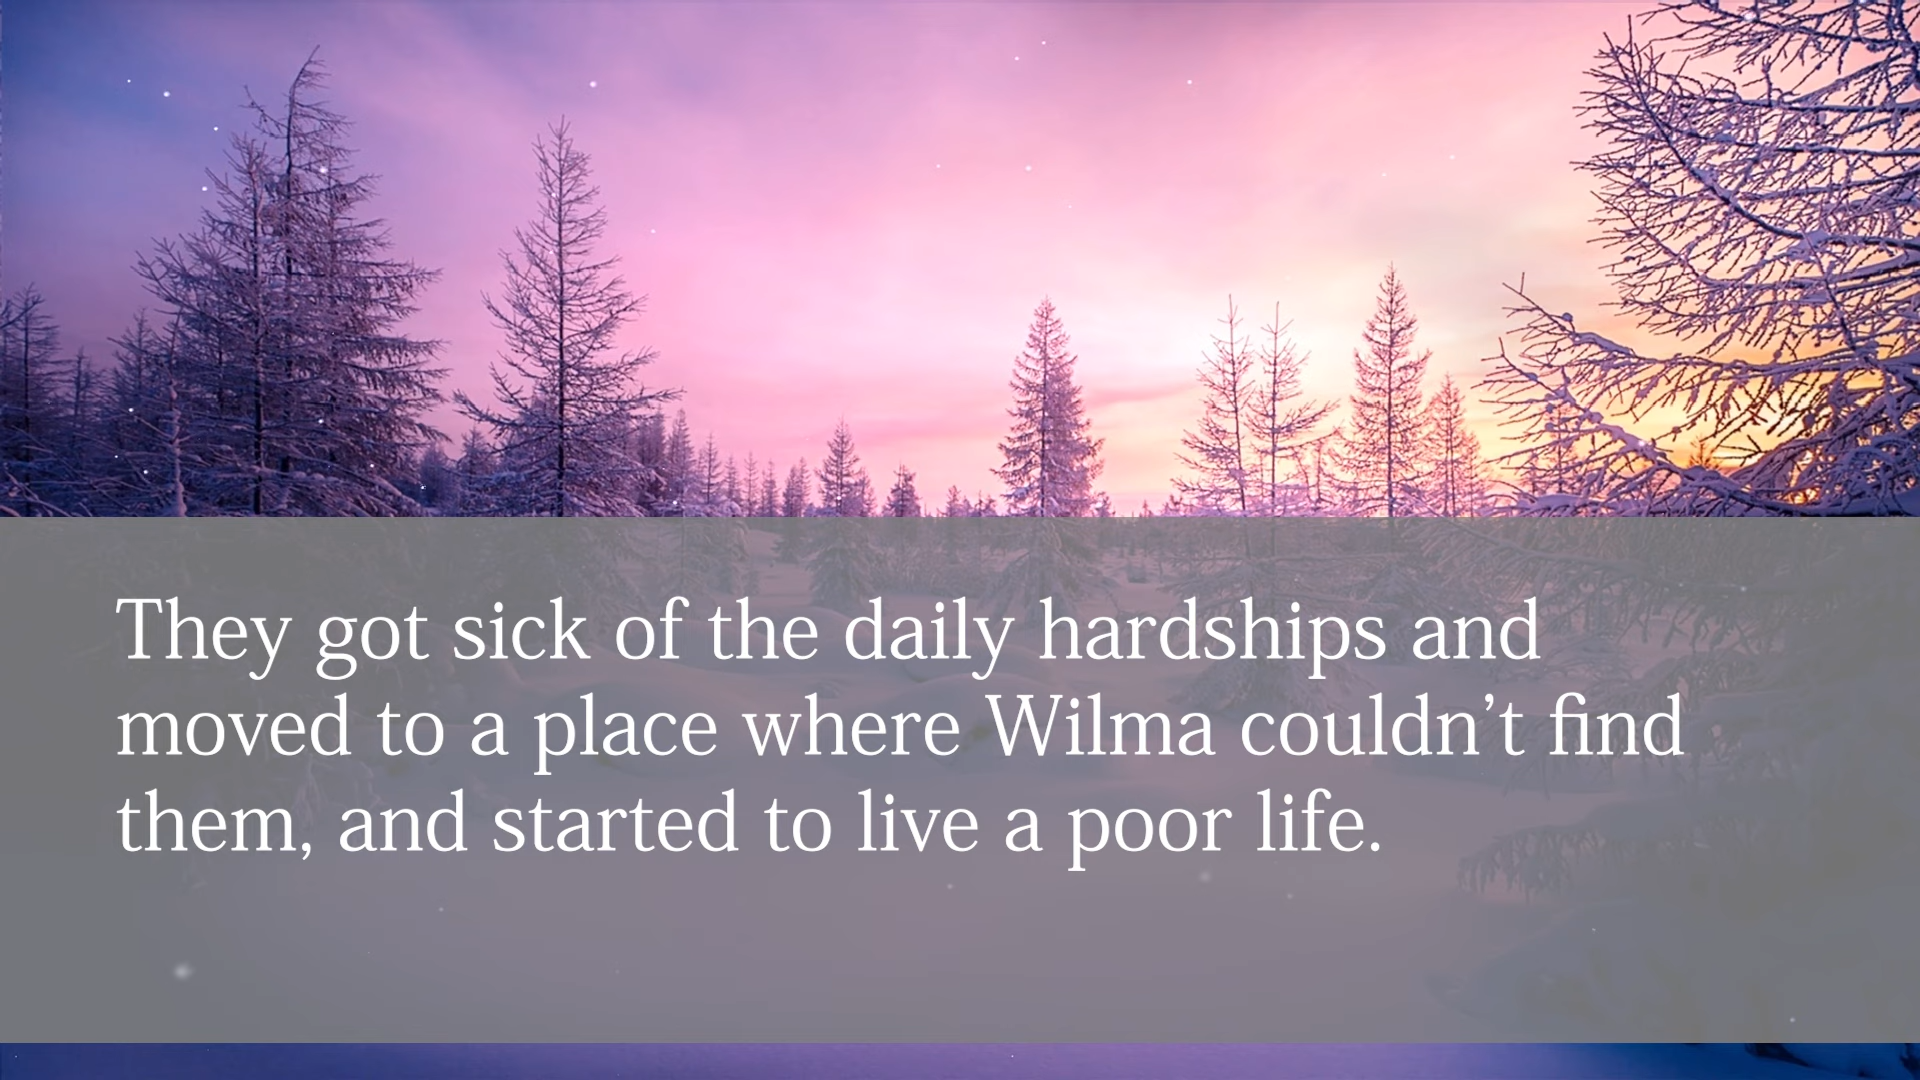 They got sick of the daily hardships and
moved to a place where Wilma couldn’t find
them, and started to live a poor life.